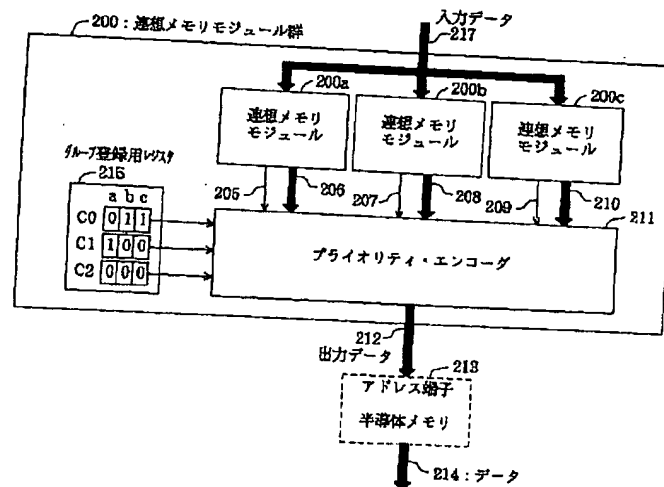 入力データ
217
200：連想メモリモジュール群
200a
200b
200c
連想メモリ
モジュール
連想メモリ
モジュール
連想メモリ
モジュール
グループ登録用レジスタ
215
a b c
C0 0 1 1
C1 1 0 0
C2 0 0 0
205
206
207
208
209
210
211
プライオリティ・エンコーダ
212
出力データ
213
アドレス端子
半導体メモリ
214：データ